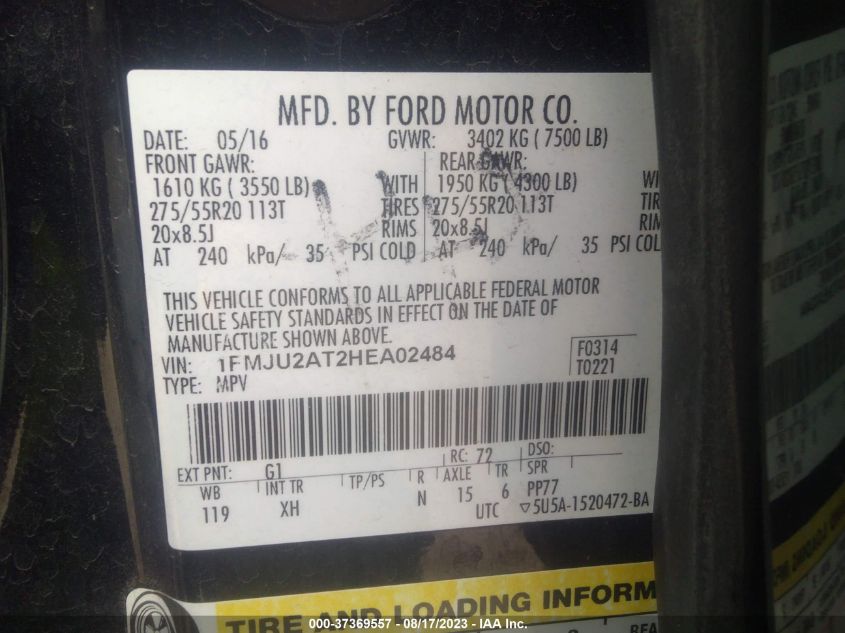 MFD. BY FORD MOTOR CO.
DATE: 05/16 GVWR: 3402 KG ( 7500 LB)
FRONT GAWR: REAR GAWR:
1610 KG ( 3550 LB) WITH 1950 KG ( 4300 LB) WI
275/55R20 113T TIRES 275/55R20 113T TIR
20x8.5J RIMS 20x8.5J RIM
AT 240 kPa/ 35 PSI COLD AT 240 kPa/ 35 PSI CO
THIS VEHICLE CONFORMS TO ALL APPLICABLE FEDERAL MOTOR
VEHICLE SAFETY STANDARDS IN EFFECT ON THE DATE OF
MANUFACTURE SHOWN ABOVE.
VIN: 1FMJU2AT2HEA02484 F0314
TYPE: MPV T0221
EXT PNT: G1 RC: 72 DSO:
WB INT TR TP/PS R AXLE TR SPR
119 XH N 15 6 PP77
UTC ▽5U5A-1520472-BA
TIRE AND LOADING INFORM
000-37369557 — 08/17/2023 — IAA Inc.